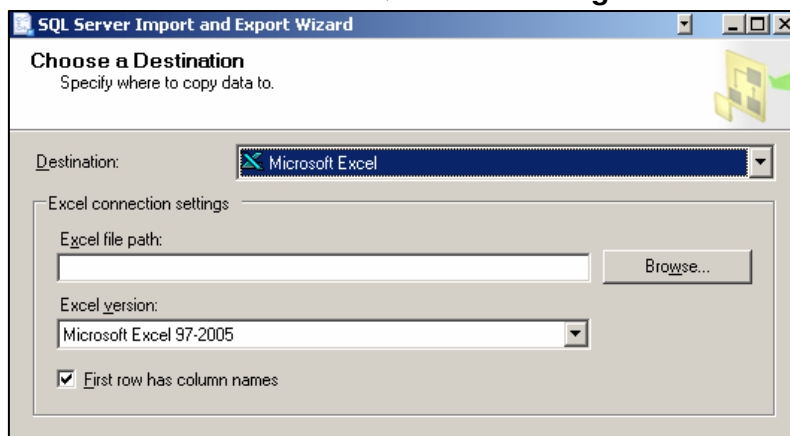 SQL Server Import and Export Wizard
Choose a Destination
Specify where to copy data to.
Destination:
Microsoft Excel
Excel connection settings
Excel file path:
Browse...
Excel version:
Microsoft Excel 97-2005
First row has column names